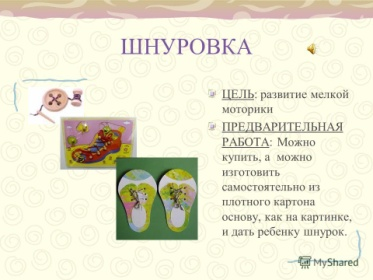 ШНУРОВКА
ЦЕЛЬ: развитие мелкой
моторики
ПРЕДВАРИТЕЛЬНАЯ
РАБОТА: Можно
купить, а можно
изготовить
самостоятельно из
плотного картона
основу, как на картинке,
и дать ребенку шнурок.
MyShared